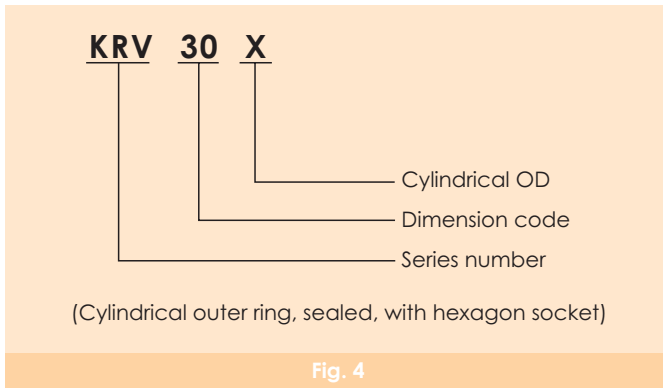 KRV 30 X
Cylindrical OD
Dimension code
Series number
(Cylindrical outer ring, sealed, with hexagon socket)
Fig. 4